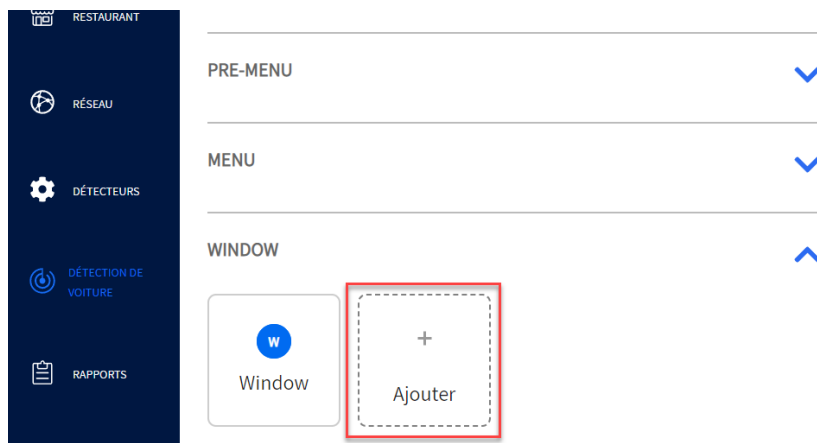 RESTAURANT
PRE-MENU
RÉSEAU
MENU
DÉTECTEURS
WINDOW
DÉTECTION DE
VOITURE
W
+
Window
Ajouter
RAPPORTS